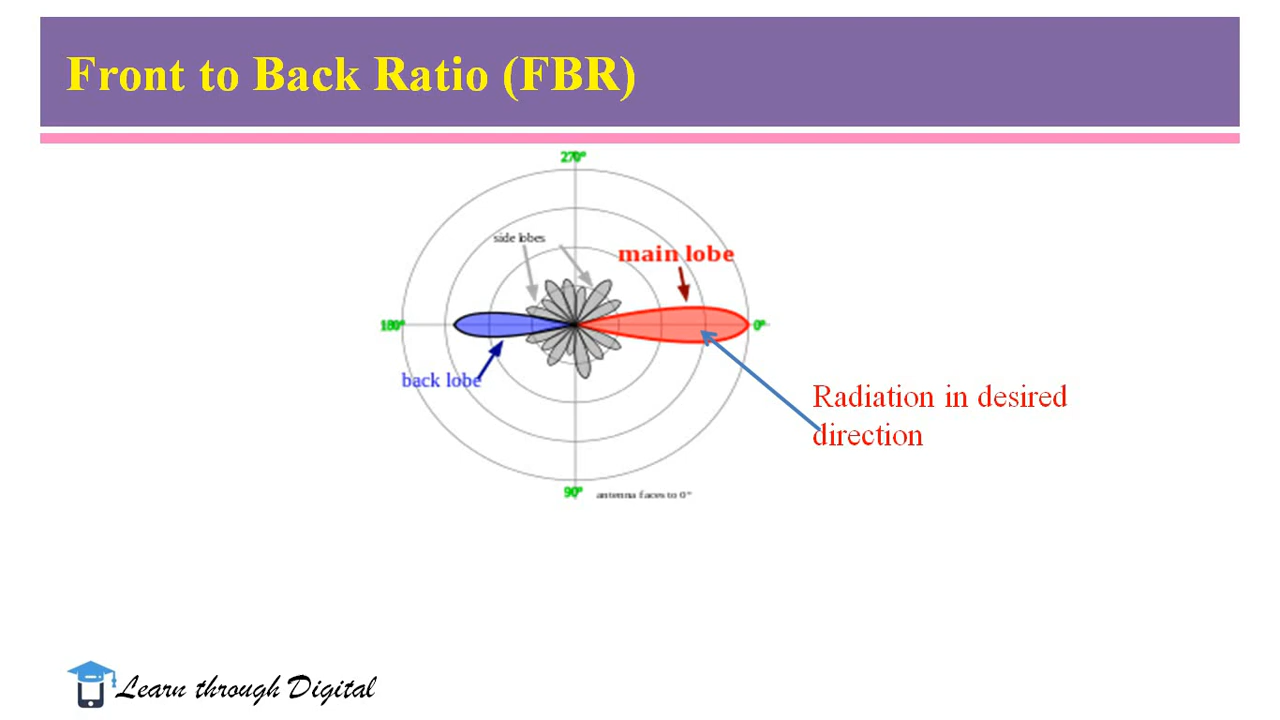 Front to Back Ratio (FBR)
270°
side lobes
main lobe
180°
0°
back lobe
Radiation in desired
direction
90°
antenna faces to 0°
Learn through Digital